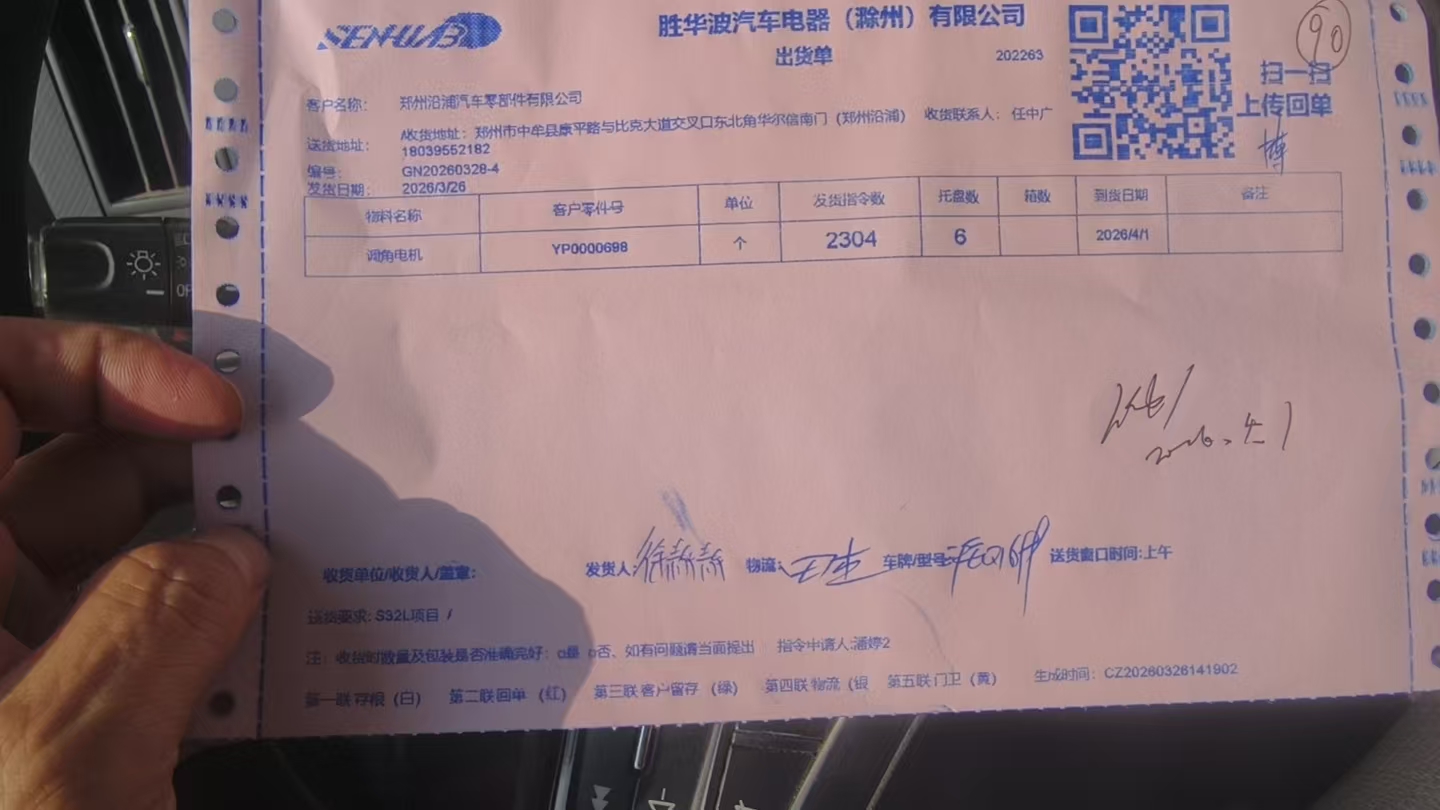 SENWAB
胜华波汽车电器（滁州）有限公司
出货单
202263
90
扫一扫
上传回单
客户名称： 郑州沿浦汽车零部件有限公司
送货地址： 收货地址：郑州市中牟县康平路与比克大道交叉口东北角华尔信南门（郑州沿浦） 收货联系人：任中广
18039552182
编号： GN20260328-4
发货日期： 2026/3/26
物料名称 客户零件号 单位 发货指令数 托盘数 箱数 到货日期 备注
调角电机 YP0000698 个 2304 6 2026/4/1
2026.4.1
收货单位/收货人/盖章：
发货人：徐静静 物流： 车牌/型号： 送货窗口时间：上午
送货要求：S32L项目 /
注：收货时数量及包装是否准确完好：□是 □否、如有问题请当面提出 指令申请人：潘婷2
第一联存根（白） 第二联回单（红） 第三联客户留存（绿） 第四联物流（银 第五联门卫（黄） 生成时间：CZ20260326141902